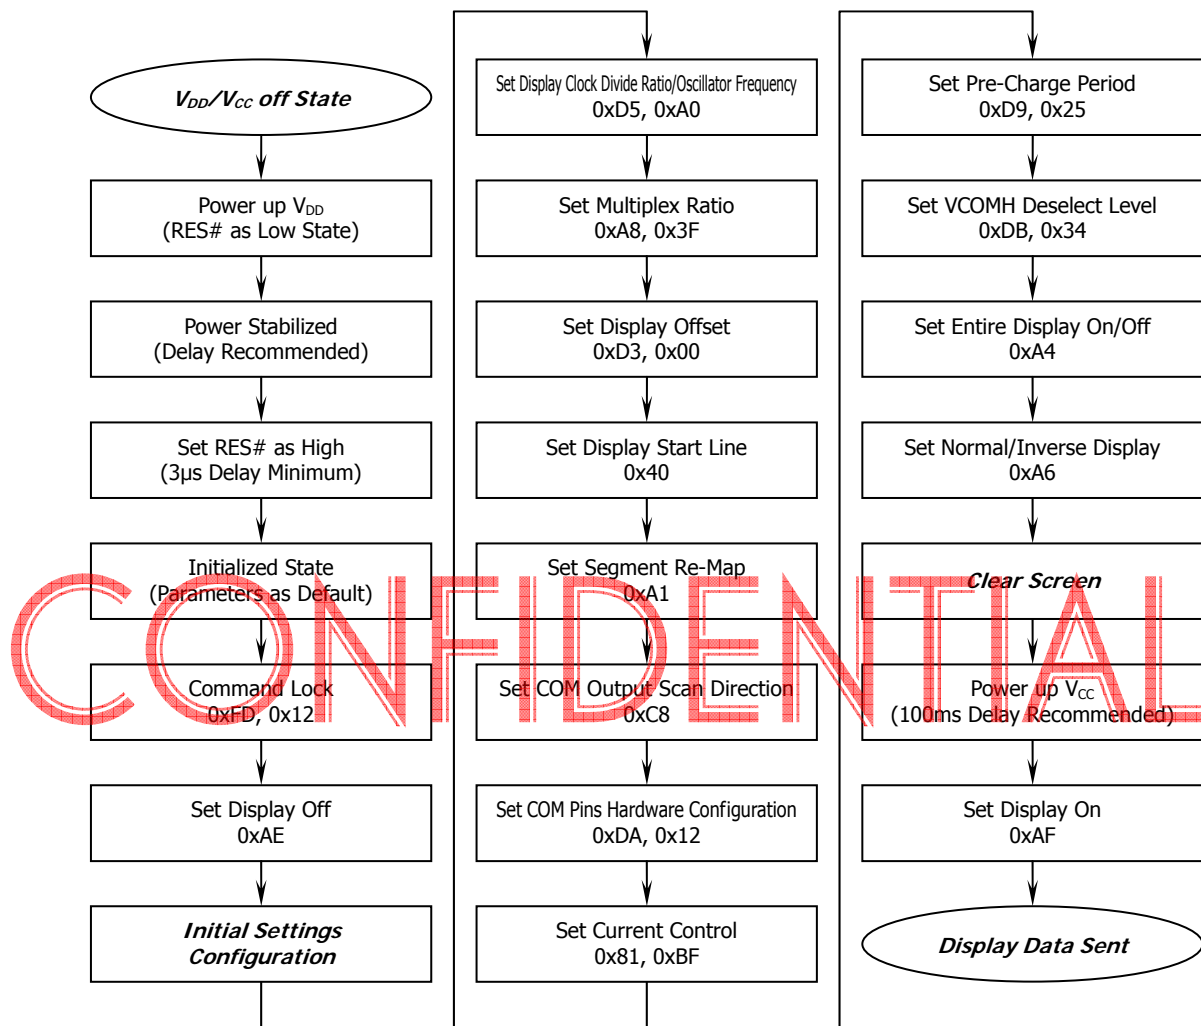 V_DD/V_CC off State
Power up V_DD
(RES# as Low State)
Power Stabilized
(Delay Recommended)
Set RES# as High
(3μs Delay Minimum)
Initialized State
(Parameters as Default)
Command Lock
0xFD, 0x12
Set Display Off
0xAE
Initial Settings
Configuration
Set Display Clock Divide Ratio/Oscillator Frequency
0xD5, 0xA0
Set Multiplex Ratio
0xA8, 0x3F
Set Display Offset
0xD3, 0x00
Set Display Start Line
0x40
Set Segment Re-Map
0xA1
Set COM Output Scan Direction
0xC8
Set COM Pins Hardware Configuration
0xDA, 0x12
Set Current Control
0x81, 0xBF
Set Pre-Charge Period
0xD9, 0x25
Set VCOMH Deselect Level
0xDB, 0x34
Set Entire Display On/Off
0xA4
Set Normal/Inverse Display
0xA6
Clear Screen
Power up V_CC
(100ms Delay Recommended)
Set Display On
0xAF
Display Data Sent
CONFIDENTIAL